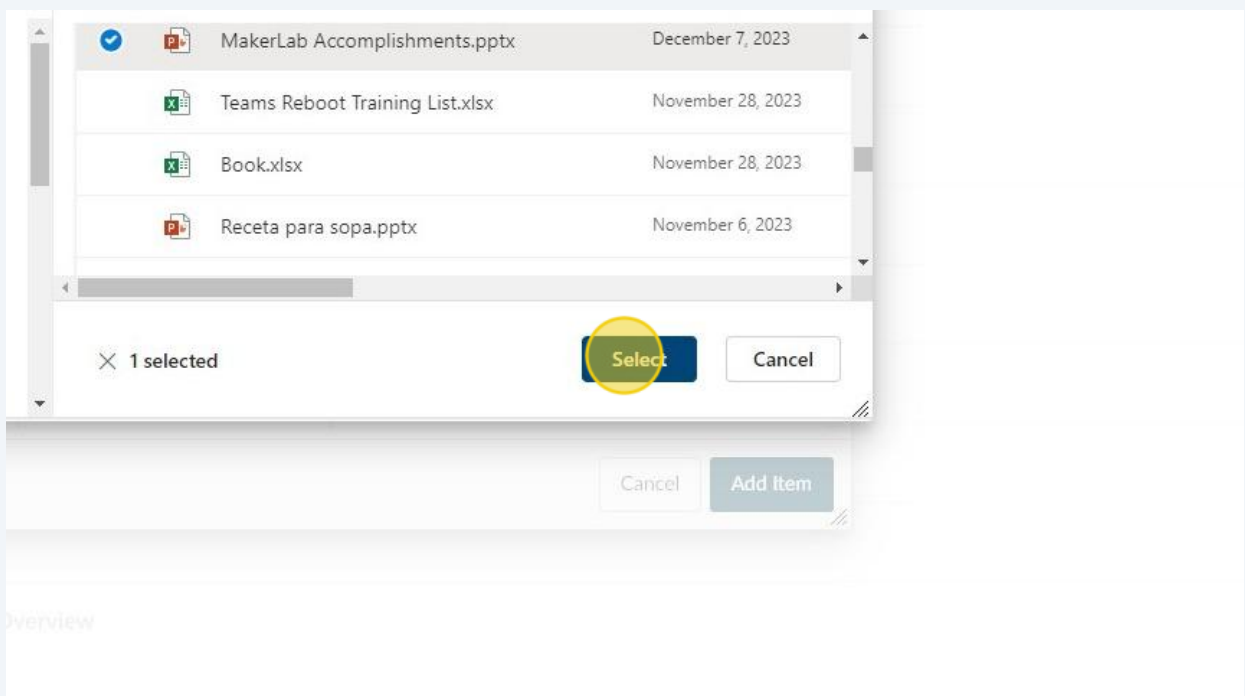 MakerLab Accomplishments.pptx December 7, 2023
Teams Reboot Training List.xlsx November 28, 2023
Book.xlsx November 28, 2023
Receta para sopa.pptx November 6, 2023
1 selected Select Cancel
Cancel Add Item
Overview